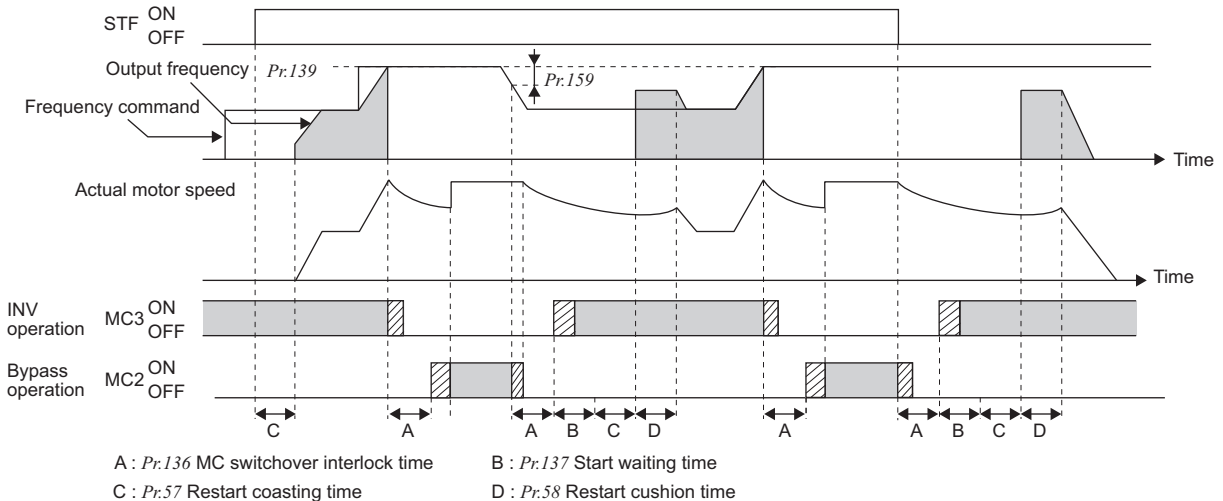 STF ON
OFF
Output frequency
Pr.139
Pr.159
Frequency command
Time
Actual motor speed
Time
INV
operation
MC3 ON
OFF
Bypass
operation
MC2 ON
OFF
C A A B C D A A B C D
A : Pr.136 MC switchover interlock time
B : Pr.137 Start waiting time
C : Pr.57 Restart coasting time
D : Pr.58 Restart cushion time